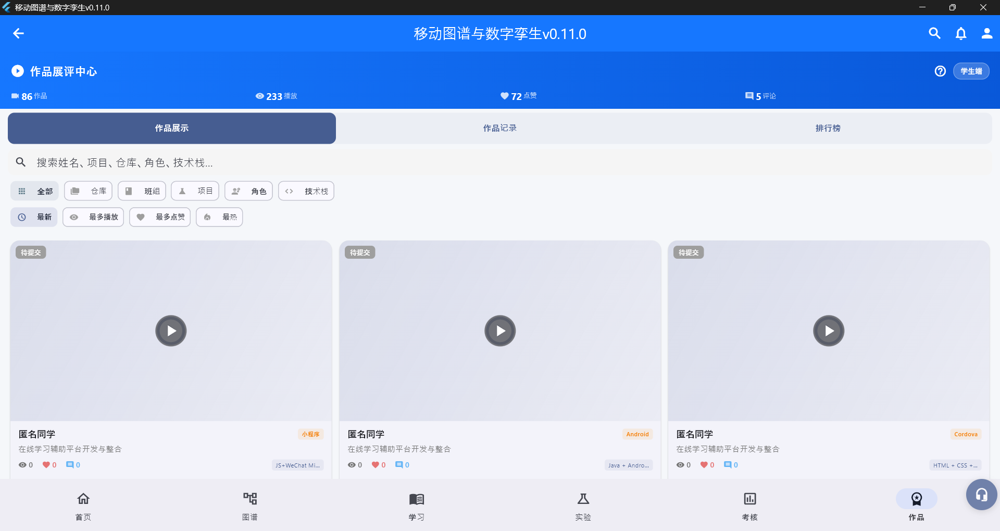 移动图谱与数字孪生v0.11.0
移动图谱与数字孪生v0.11.0
作品展评中心
学生端
86 作品
233 播放
72 点赞
5 评论
作品展示
作品记录
排行榜
搜索姓名、项目、仓库、角色、技术栈...
全部
仓库
班组
项目
角色
技术栈
最新
最多播放
最多点赞
最热
待提交
待提交
待提交
匿名同学
小程序
在线学习辅助平台开发与整合
0 0 0
JS+WeChat Mi...
匿名同学
Android
在线学习辅助平台开发与整合
0 0 0
Java + Andro...
匿名同学
Cordova
在线学习辅助平台开发与整合
0 0 0
HTML + CSS +...
首页
图谱
学习
实验
考核
作品